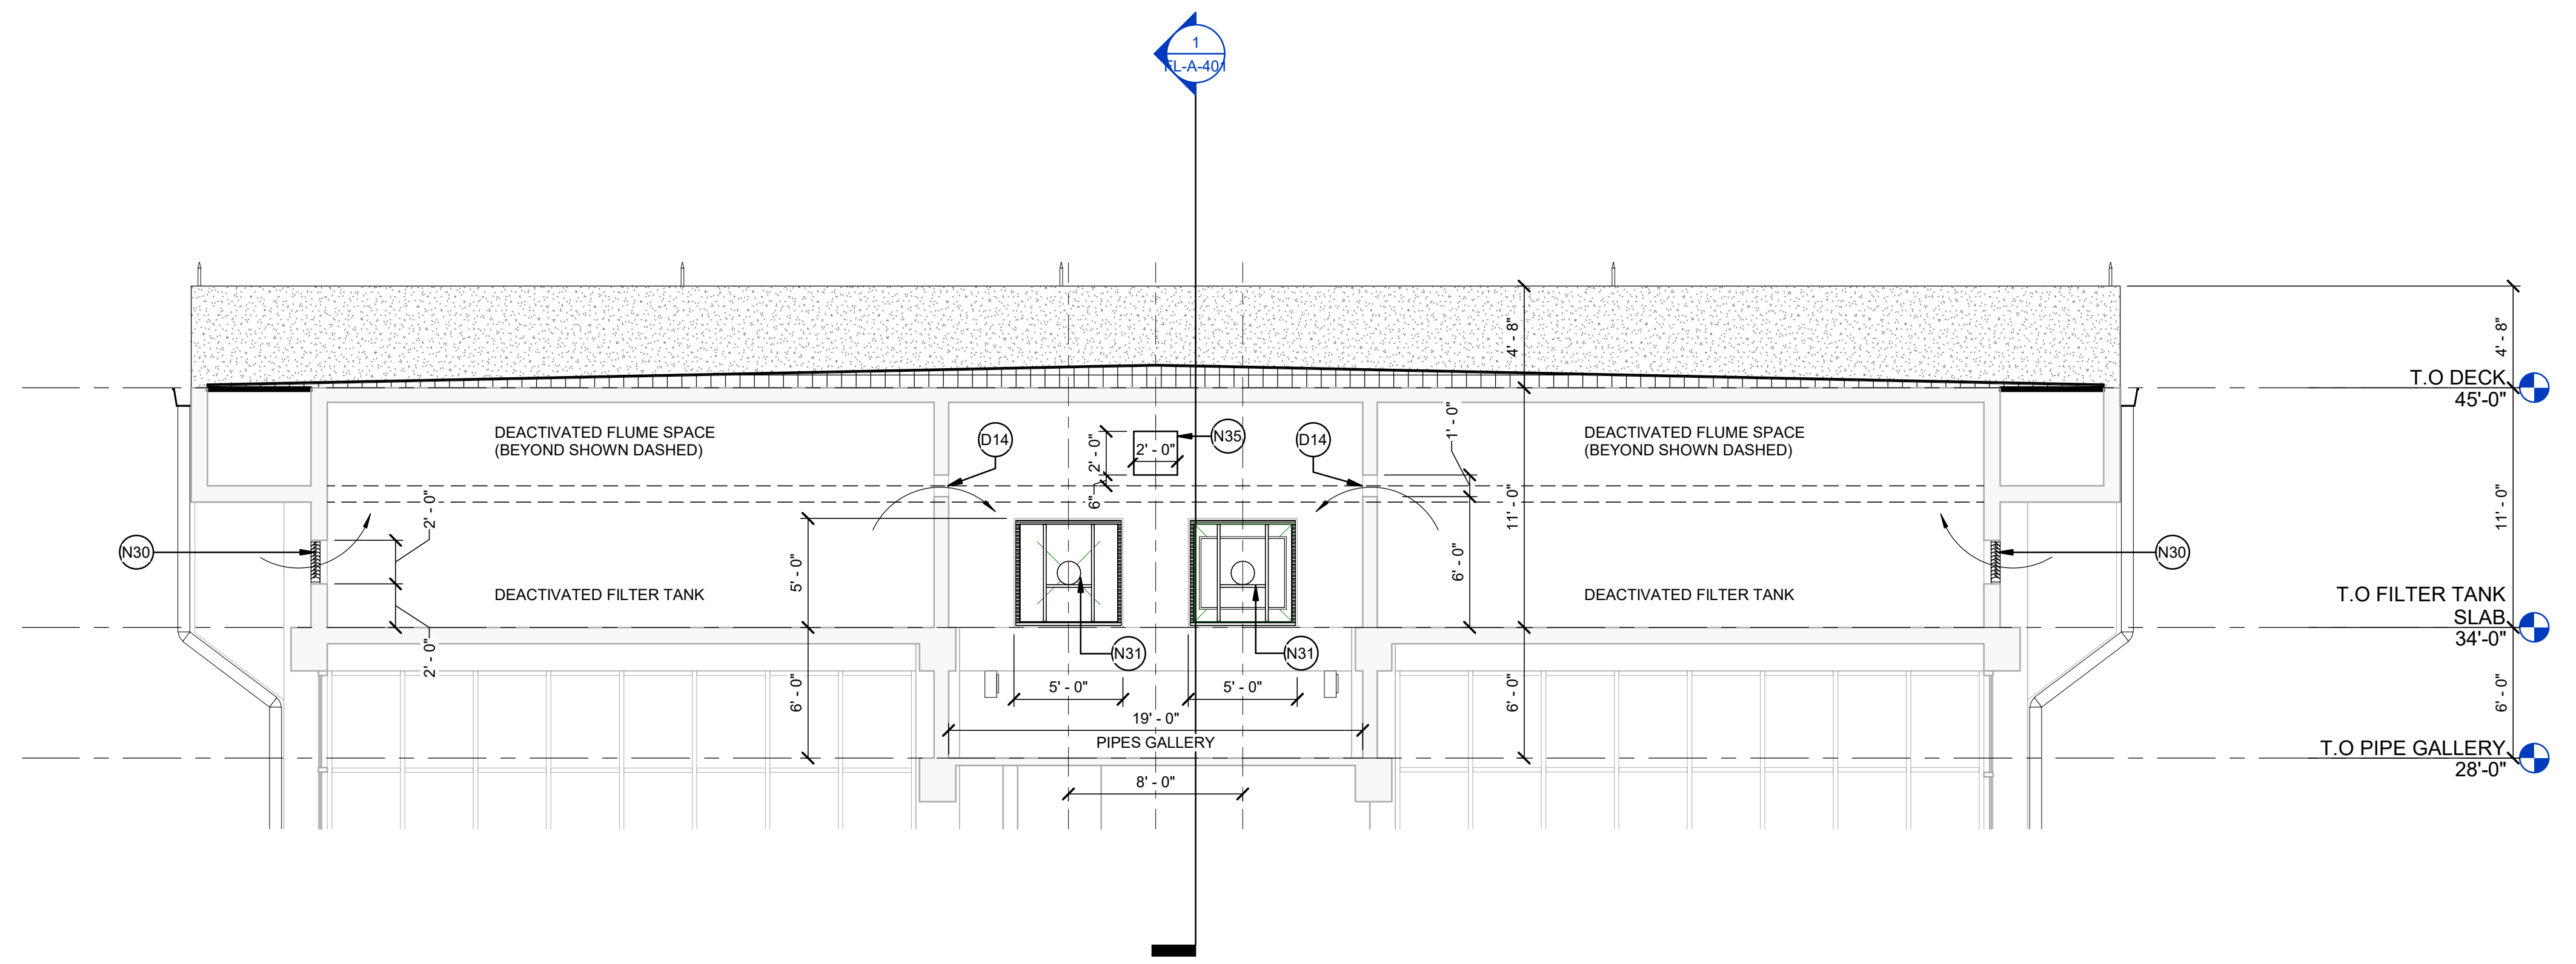 1
FL-A-401
4' - 8"
4' - 8"
T.O DECK
45'-0"
DEACTIVATED FLUME SPACE
(BEYOND SHOWN DASHED)
D14
2' - 0"
2' - 0"
N35
6"
D14
1' - 0"
DEACTIVATED FLUME SPACE
(BEYOND SHOWN DASHED)
2' - 0"
11' - 0"
11' - 0"
N30
5' - 0"
6' - 0"
N30
DEACTIVATED FILTER TANK
DEACTIVATED FILTER TANK
T.O FILTER TANK
SLAB
34'-0"
2' - 0"
N31
N31
6' - 0"
5' - 0"
5' - 0"
6' - 0"
6' - 0"
19' - 0"
PIPES GALLERY
T.O PIPE GALLERY
28'-0"
8' - 0"